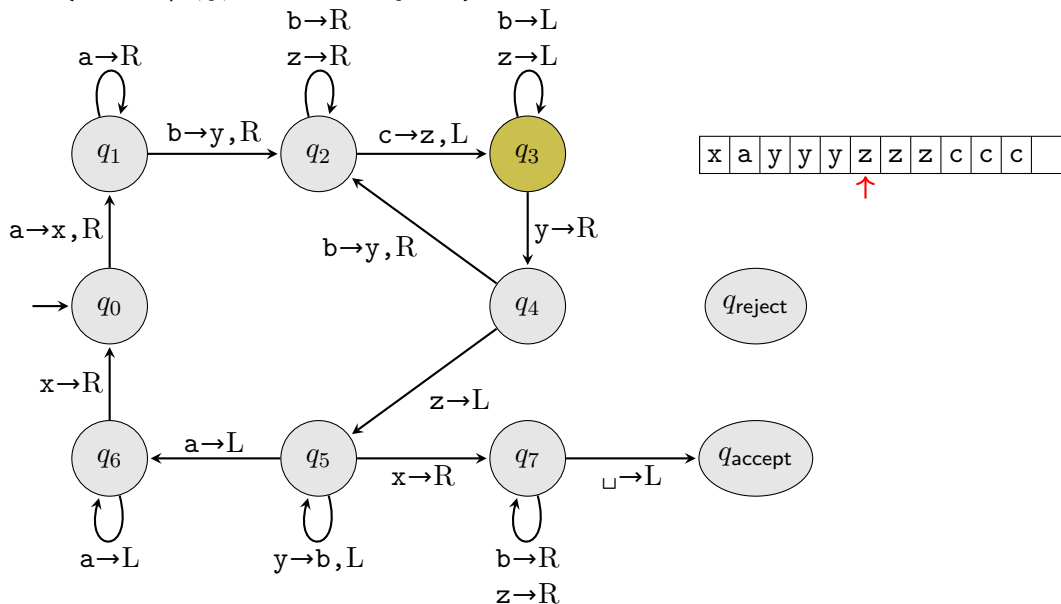 b→R
z→R
b→L
z→L
a→R
q1
b→y,R
q2
c→z,L
q3
x a y y y z z z c c c
↑
a→x,R
b→y,R
y→R
q0
q4
qreject
x→R
z→L
q6
a→L
q5
x→R
q7
␣→L
qaccept
a→L
y→b,L
b→R
z→R